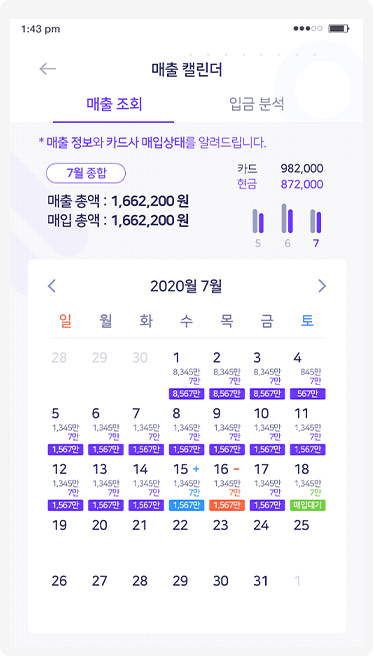 1:43 pm
매출 캘린더
매출 조회 입금 분석
* 매출 정보와 카드사 매입상태를 알려드립니다.
7월 종합
매출 총액 : 1,662,200 원
매입 총액 : 1,662,200 원
카드 982,000
현금 872,000
5 6 7
2020월 7월
일 월 화 수 목 금 토
28 29 30 1 2 3 4
8,345만 8,345만 8,345만 845만
7만 7만 7만 7만
8,567만 8,567만 8,567만 567만
5 6 7 8 9 10 11
1,345만 1,345만 1,345만 1,345만 1,345만 1,345만 1,345만
7만 7만 7만 7만 7만 7만 7만
1,567만 1,567만 1,567만 1,567만 1,567만 1,567만 1,567만
12 13 14 15 + 16 − 17 18
1,345만 1,345만 1,345만 1,345만 1,345만 1,345만 1,345만
7만 7만 7만 7만 7만 7만 7만
1,567만 1,567만 1,567만 1,567만 1,567만 1,567만 매입대기
19 20 21 22 23 24 25
26 27 28 29 30 31 1